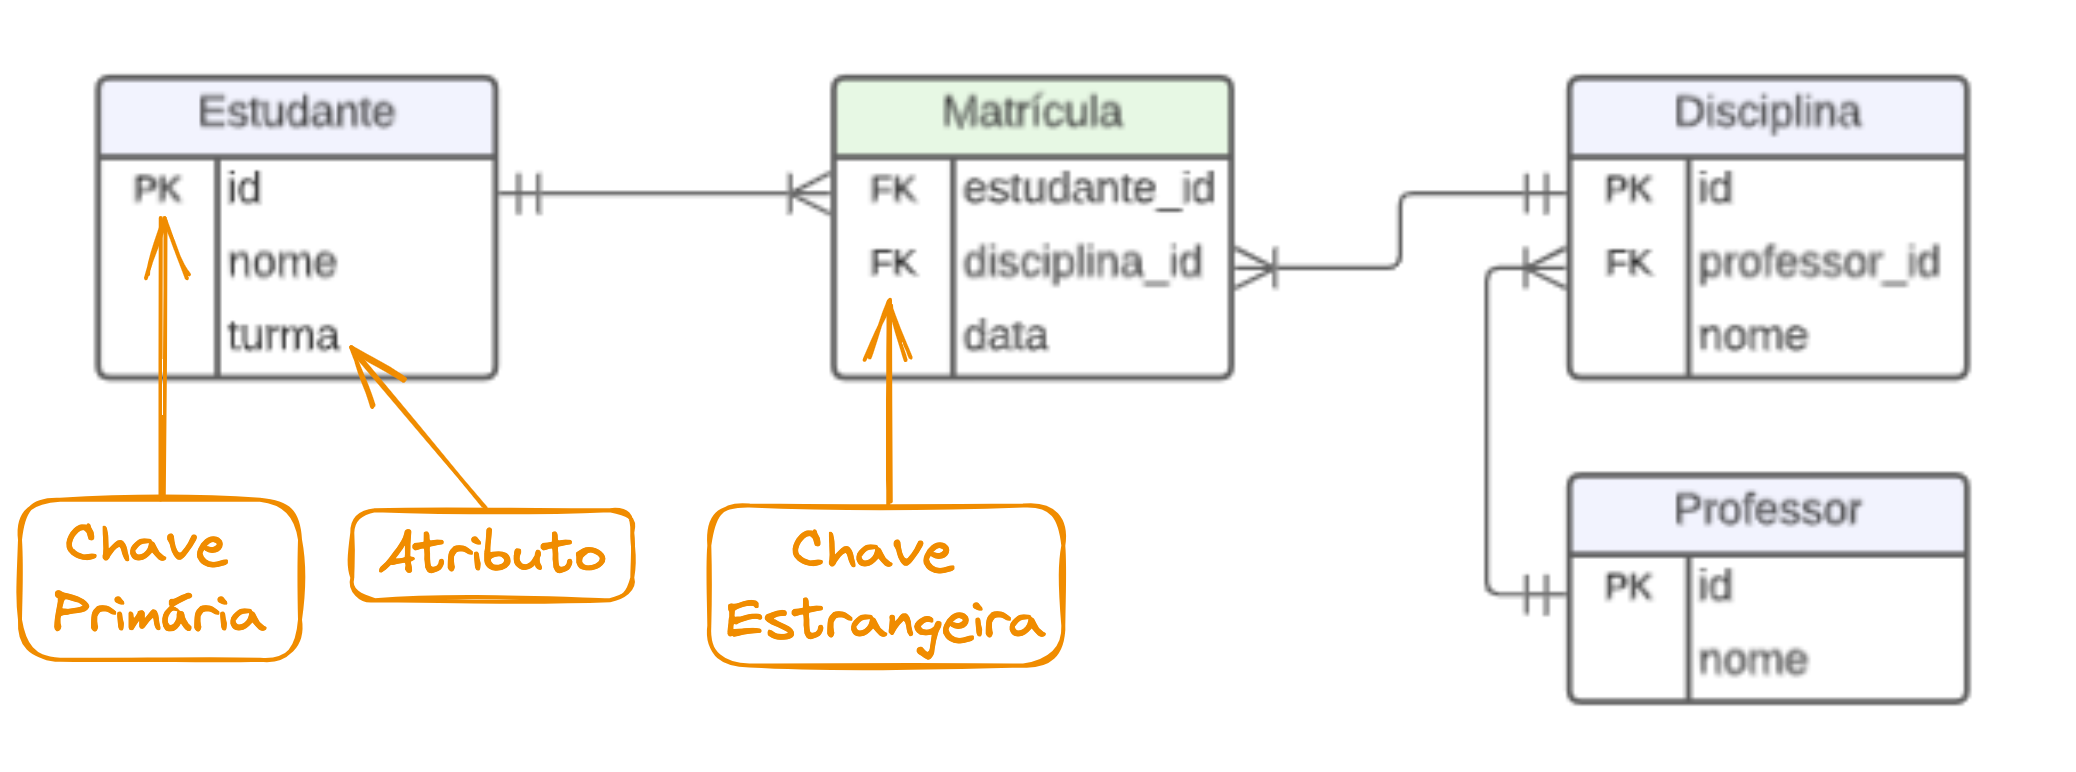 Estudante
PK id
nome
turma
Matrícula
FK estudante_id
FK disciplina_id
data
Disciplina
PK id
FK professor_id
nome
Professor
PK id
nome
Chave
Primária
Atributo
Chave
Estrangeira